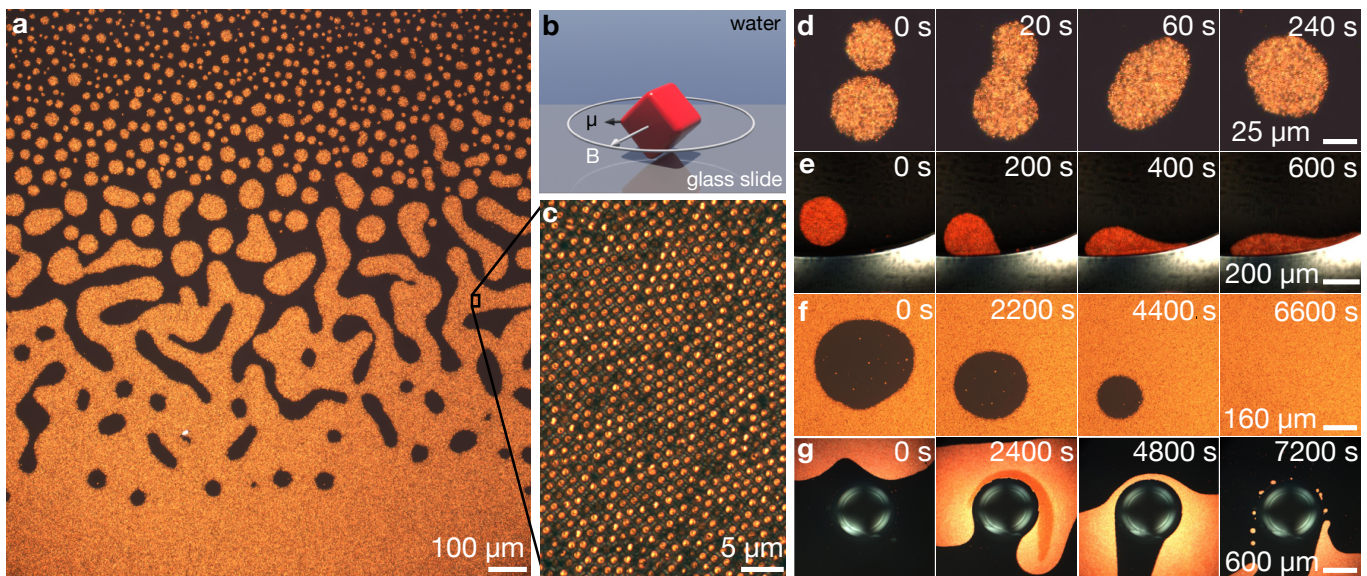 a
100 µm
b
water
µ
B
glass slide
c
5 µm
d
0 s
20 s
60 s
240 s
25 µm
e
0 s
200 s
400 s
600 s
200 µm
f
0 s
2200 s
4400 s
6600 s
160 µm
g
0 s
2400 s
4800 s
7200 s
600 µm